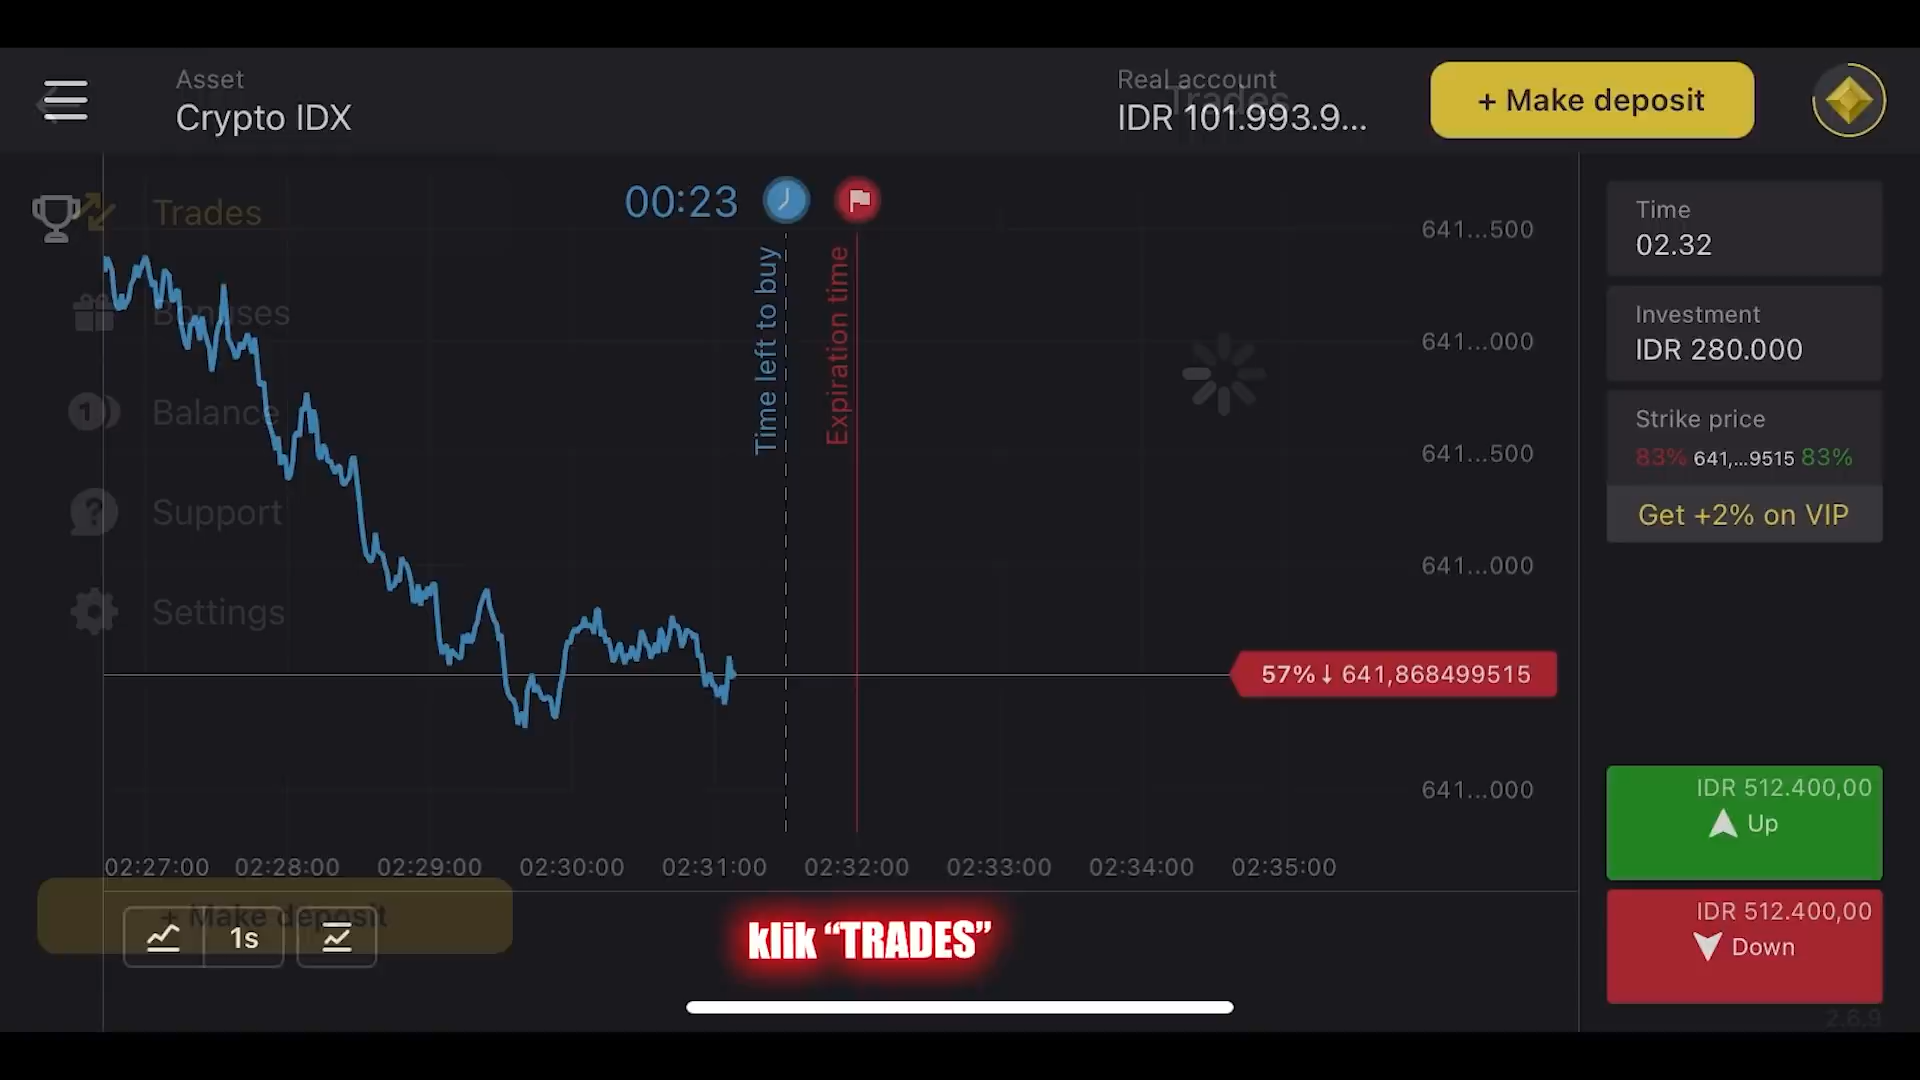 Asset
Crypto IDX
Real account
IDR 101.993.9...
Trades
+ Make deposit
Trades
Bonuses
Balance
Support
Settings
00:23
Time left to buy
Expiration time
641...500
641...000
641...500
641...000
57%↓ 641,868499515
641...000
Time
02.32
Investment
IDR 280.000
Strike price
83% 641,...9515 83%
Get +2% on VIP
IDR 512.400,00
Up
IDR 512.400,00
Down
2.6.9
02:27:00 02:28:00 02:29:00 02:30:00 02:31:00 02:32:00 02:33:00 02:34:00 02:35:00
+ Make deposit
1s
klik “TRADES”